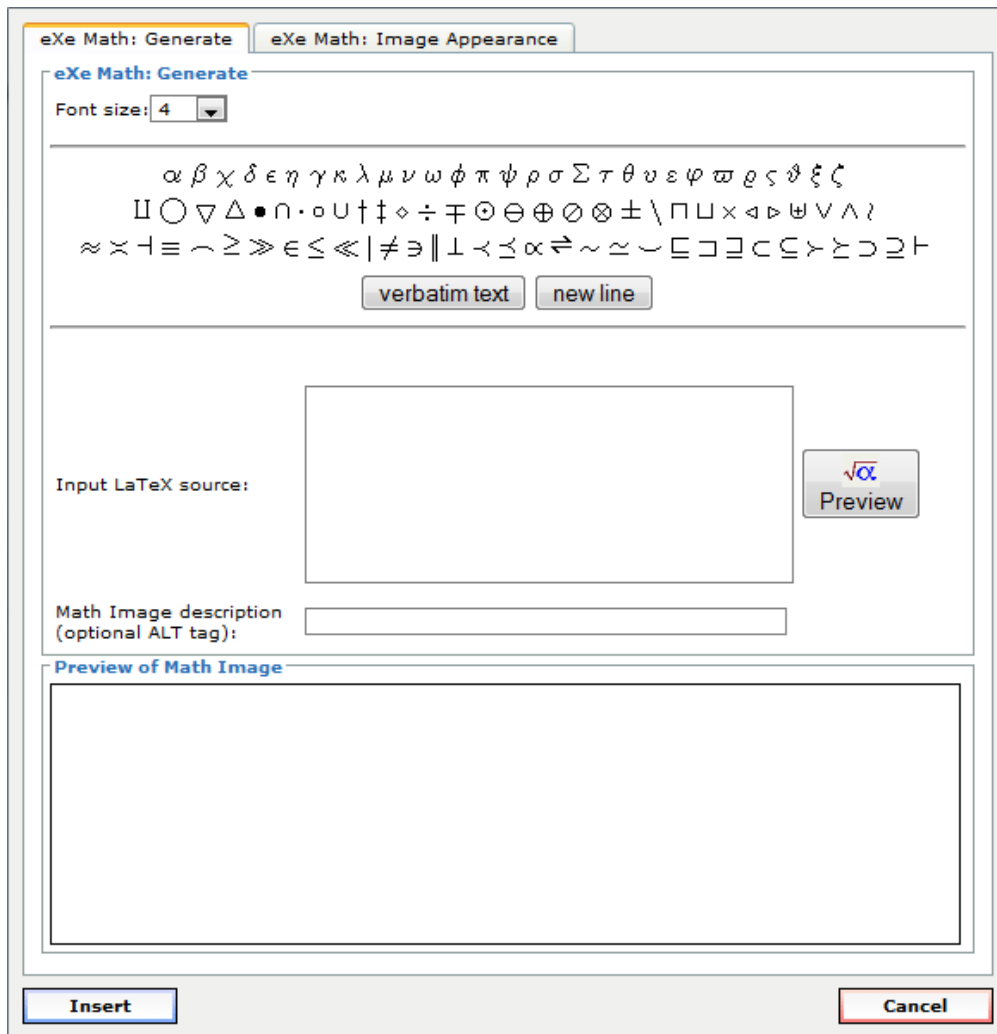 eXe Math: Generate
eXe Math: Image Appearance
eXe Math: Generate
Font size: 4
α β χ δ ϵ η γ κ λ μ ν ω ϕ π ψ ρ σ Σ τ θ υ ε φ ϖ ϱ ς ϑ ξ ζ
⨿ ◯ ▽ △ • ∩ · ∘ ∪ † ‡ ⋄ ÷ ∓ ⊙ ⊖ ⊕ ⊘ ⊗ ± \ ⊓ ⊔ × ◃ ▹ ⊎ ∨ ∧ ≀
≈ ≍ ⊣ ≡ ⌢ ≥ ≫ ∈ ≤ ≪ | ≠ ∋ ∥ ⊥ ≺ ⪯ ∝ ⇌ ∼ ≃ ⌣ ⊑ ⊐ ⊒ ⊂ ⊆ ≻ ⪰ ⊃ ⊇ ⊢
verbatim text
new line
Input LaTeX source:
√α
Preview
Math Image description
(optional ALT tag):
Preview of Math Image
Insert
Cancel